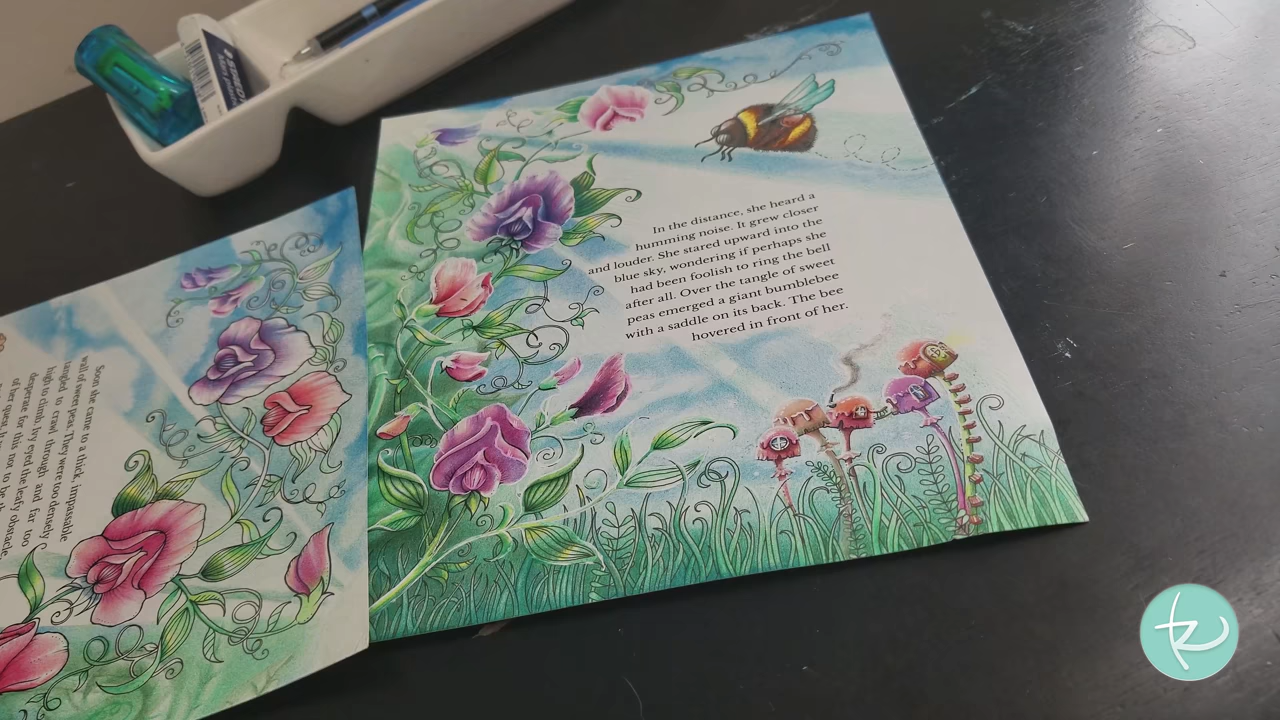 Soon she came to a thick, impassable
wall of sweet peas. They were too densely
tangled to crawl through and far too
high to climb. Ivy eyed the leafy obstacle,
desperate for this not to be the
of her quest.
In the distance, she heard a
humming noise. It grew closer
and louder. She stared upward into the
blue sky, wondering if perhaps she
had been foolish to ring the bell
after all. Over the tangle of sweet
peas emerged a giant bumblebee
with a saddle on its back. The bee
hovered in front of her.